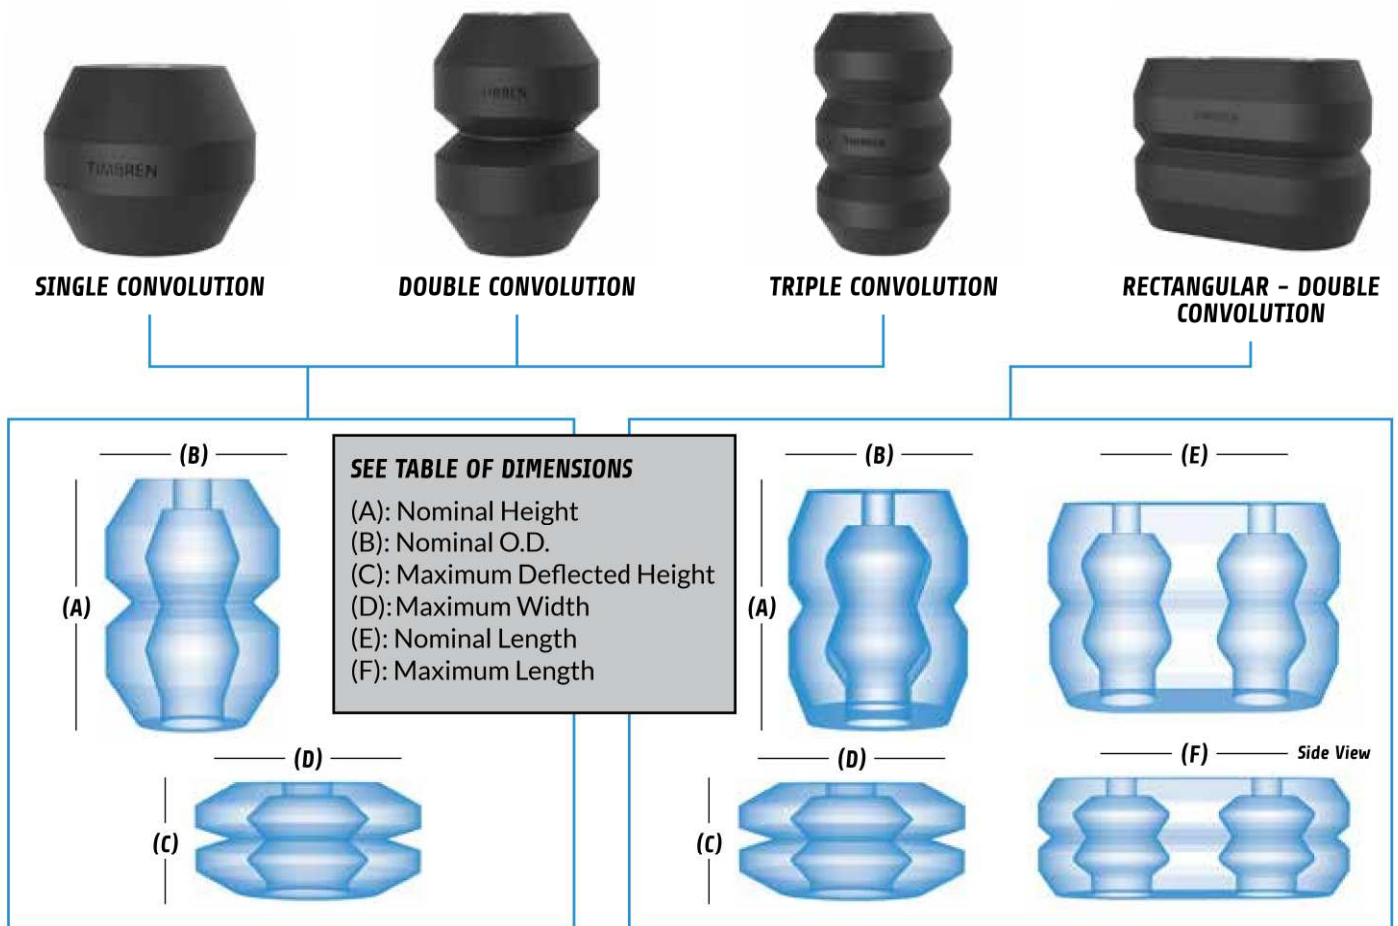 TIMBREN
TIMBREN
SINGLE CONVOLUTION
DOUBLE CONVOLUTION
TRIPLE CONVOLUTION
RECTANGULAR – DOUBLE
CONVOLUTION
(B)
(A)
(D)
(C)
SEE TABLE OF DIMENSIONS
(A): Nominal Height
(B): Nominal O.D.
(C): Maximum Deflected Height
(D): Maximum Width
(E): Nominal Length
(F): Maximum Length
(B)
(E)
(A)
(D)
(F)
Side View
(C)